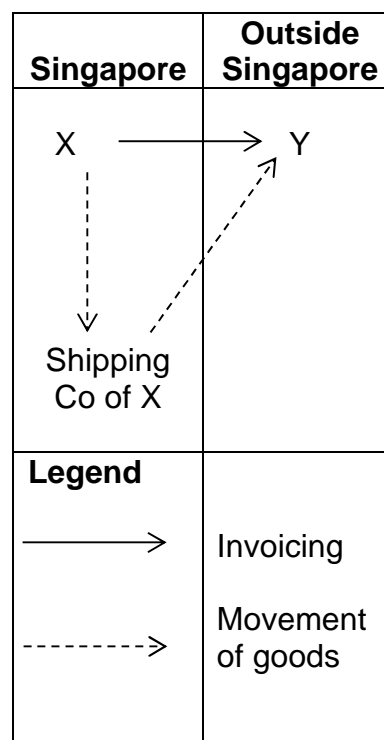 Singapore
Outside
Singapore
X
Y
Shipping
Co of X
Legend
Invoicing
Movement
of goods